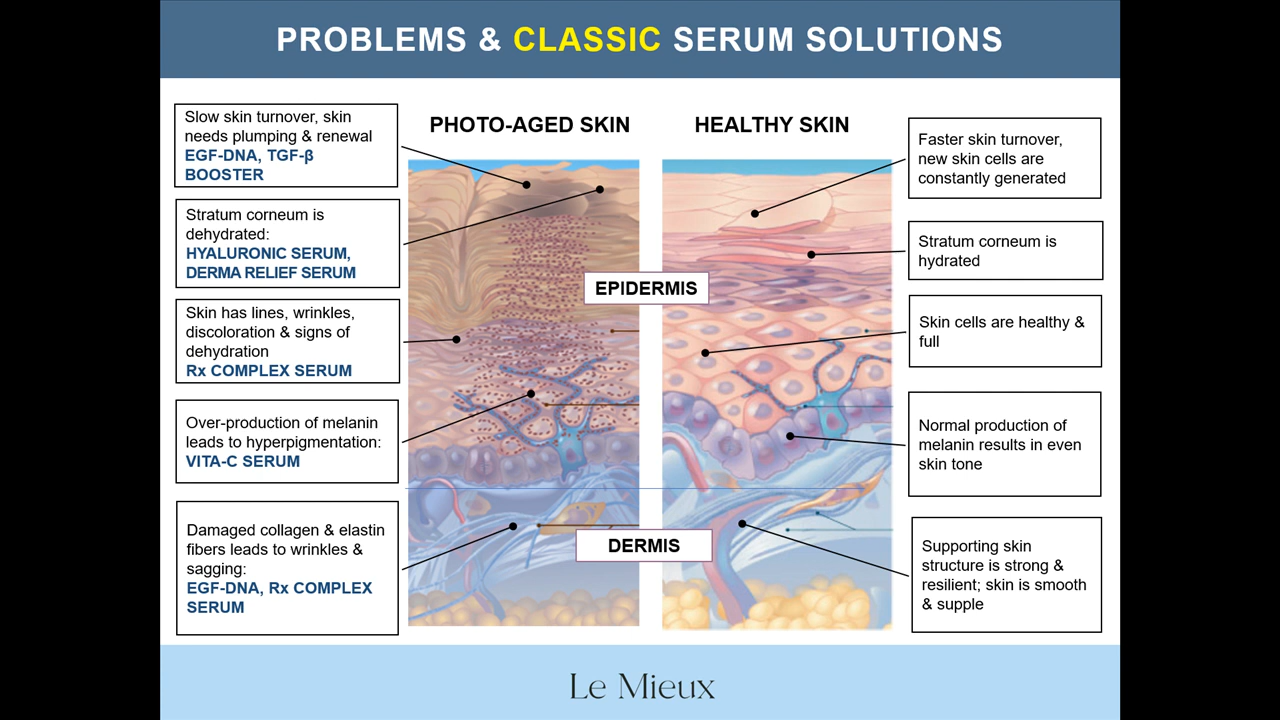 PROBLEMS & CLASSIC SERUM SOLUTIONS
Slow skin turnover, skin
needs plumping & renewal
EGF-DNA, TGF-β
BOOSTER
Stratum corneum is
dehydrated:
HYALURONIC SERUM,
DERMA RELIEF SERUM
Skin has lines, wrinkles,
discoloration & signs of
dehydration
Rx COMPLEX SERUM
Over-production of melanin
leads to hyperpigmentation:
VITA-C SERUM
Damaged collagen & elastin
fibers leads to wrinkles &
sagging:
EGF-DNA, Rx COMPLEX
SERUM
PHOTO-AGED SKIN
HEALTHY SKIN
EPIDERMIS
DERMIS
Faster skin turnover,
new skin cells are
constantly generated
Stratum corneum is
hydrated
Skin cells are healthy &
full
Normal production of
melanin results in even
skin tone
Supporting skin
structure is strong &
resilient; skin is smooth
& supple
Le Mieux